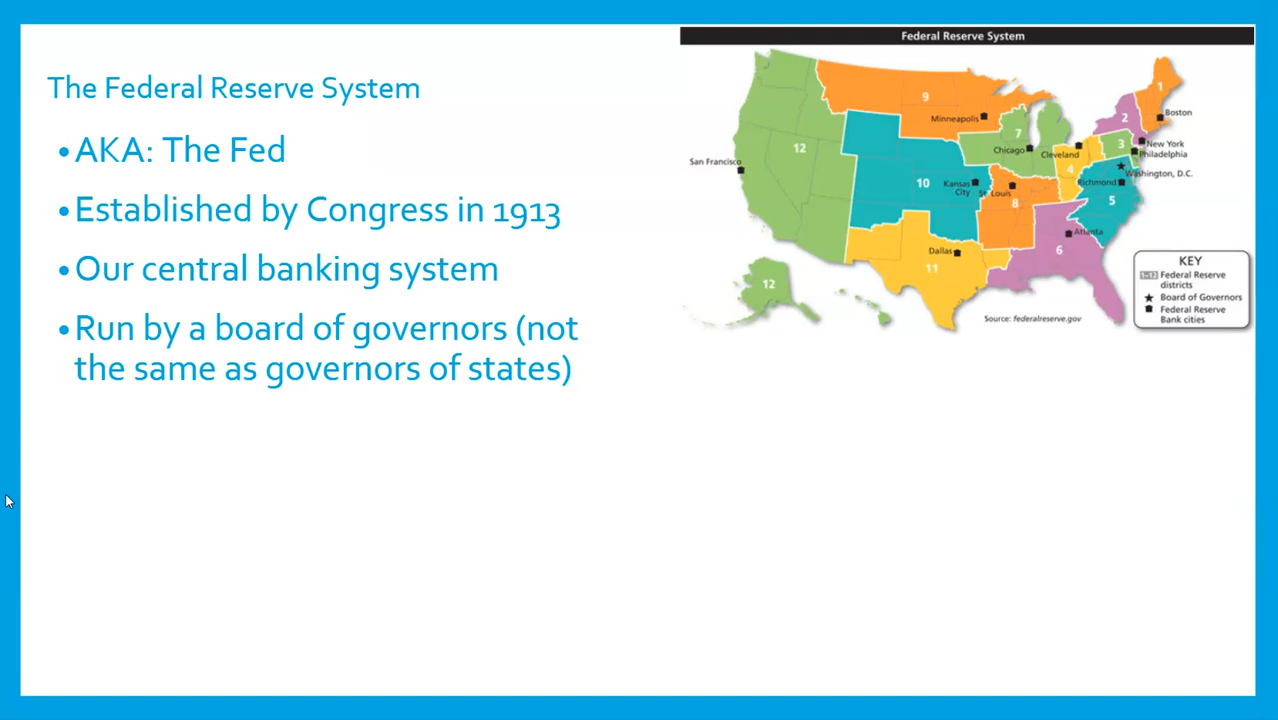 The Federal Reserve System
•AKA: The Fed
•Established by Congress in 1913
•Our central banking system
•Run by a board of governors (not
the same as governors of states)
Federal Reserve System
1
Boston
2
New York
3
Philadelphia
Washington, D.C.
9
Minneapolis
7
Chicago
Cleveland
4
12
San Francisco
10
Kansas
City
St. Louis
8
Richmond
5
Atlanta
6
Dallas
11
12
Source: federalreserve.gov
KEY
1-12 Federal Reserve
districts
★ Board of Governors
Federal Reserve
Bank cities